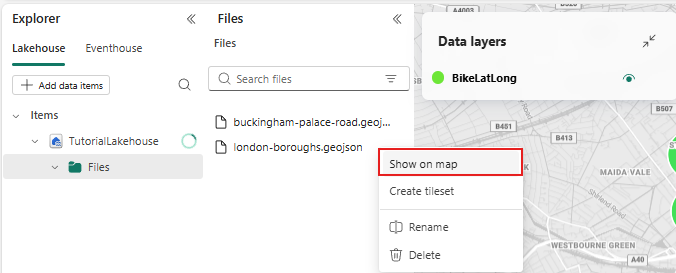 Explorer
Lakehouse
Eventhouse
Add data items
Items
TutorialLakehouse
Files
Files
Files
Search files
buckingham-palace-road.geoj...
london-boroughs.geojson
Show on map
Create tileset
Rename
Delete
Data layers
BikeLatLong
A4003
B451
B413
B507
MAIDA VALE
Shirland Road
WESTBOURNE GREEN
A40